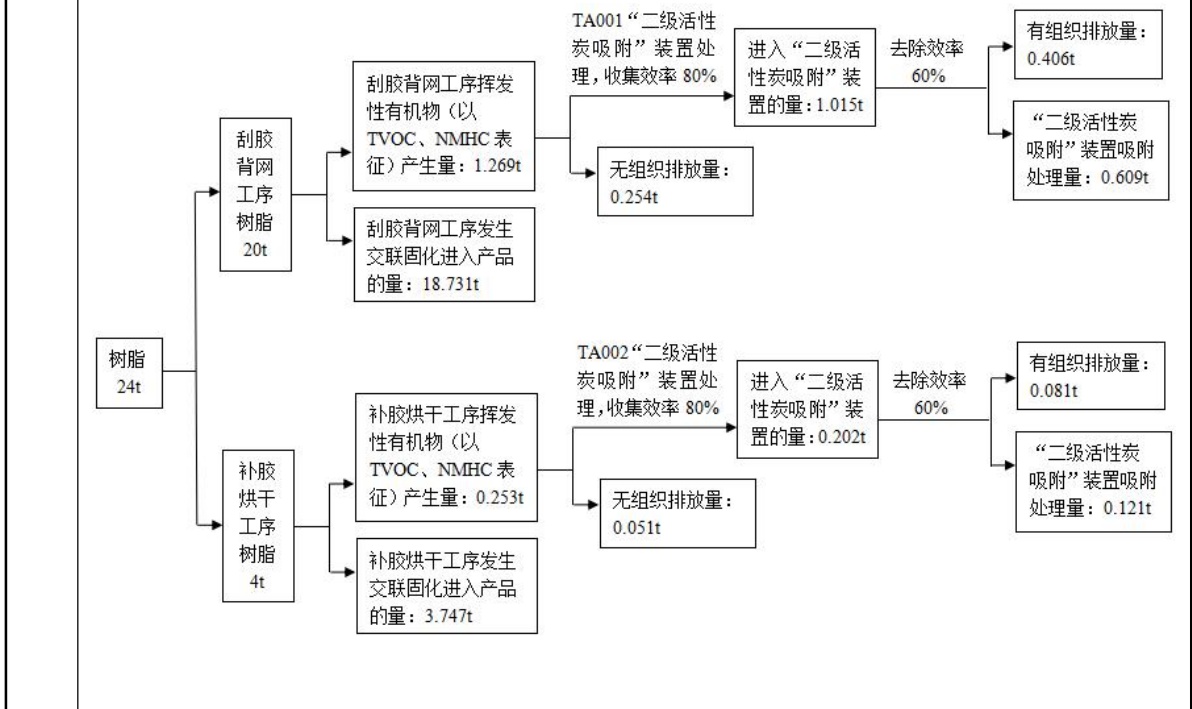 树脂
24t
刮胶
背网
工序
树脂
20t
刮胶背网工序挥发
性有机物（以
TVOC、NMHC 表
征）产生量：1.269t
刮胶背网工序发生
交联固化进入产品
的量：18.731t
TA001“二级活性
炭吸附”装置处
理,收集效率 80%
无组织排放量：
0.254t
进入“二级活
性炭吸附”装
置的量:1.015t
去除效率
60%
有组织排放量：
0.406t
“二级活性炭
吸附”装置吸附
处理量：0.609t
补胶
烘干
工序
树脂
4t
补胶烘干工序挥发
性有机物（以
TVOC、NMHC 表
征）产生量：0.253t
补胶烘干工序发生
交联固化进入产品
的量：3.747t
TA002“二级活性
炭吸附”装置处
理,收集效率 80%
无组织排放量：
0.051t
进入“二级活
性炭吸附”装
置的量:0.202t
去除效率
60%
有组织排放量：
0.081t
“二级活性炭
吸附”装置吸附
处理量：0.121t